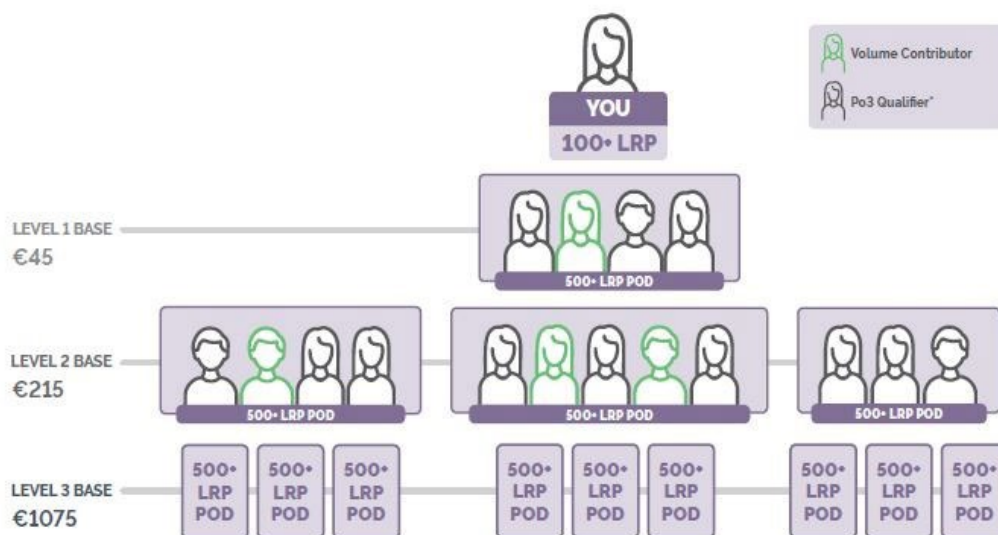 YOU
100+ LRP
Volume Contributor
Po3 Qualifier*
LEVEL 1 BASE
€45
500+ LRP POD
LEVEL 2 BASE
€215
500+ LRP POD
500+ LRP POD
500+ LRP POD
LEVEL 3 BASE
€1075
500+
LRP
POD
500+
LRP
POD
500+
LRP
POD
500+
LRP
POD
500+
LRP
POD
500+
LRP
POD
500+
LRP
POD
500+
LRP
POD
500+
LRP
POD